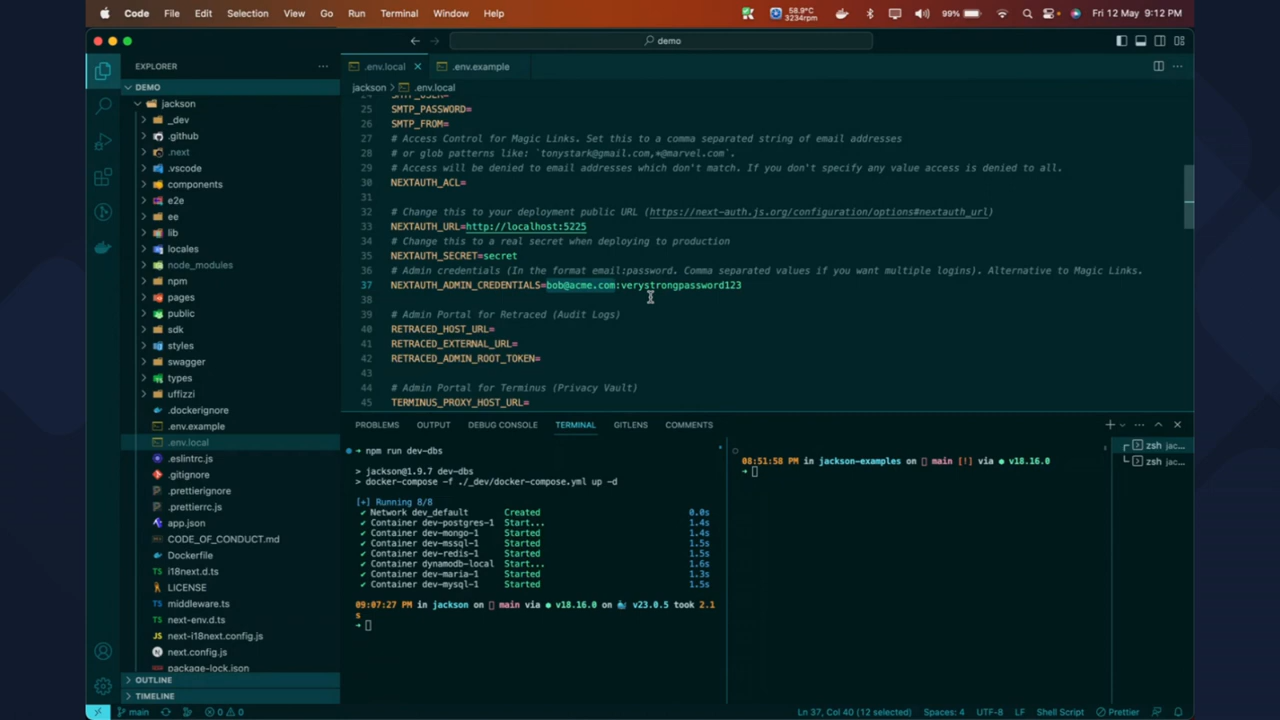 Code File Edit Selection View Go Run Terminal Window Help 58.9°C 3234rpm 99% Fri 12 May 9:12 PM
demo
EXPLORER
.env.local
.env.example
jackson > .env.local
DEMO
jackson
_dev
.github
.next
.vscode
components
e2e
ee
lib
locales
node_modules
npm
pages
public
sdk
styles
swagger
types
uffizzi
.dockerignore
.env.example
.env.local
.eslintrc.js
.gitignore
.prettierignore
.prettierrc.js
app.json
CODE_OF_CONDUCT.md
Dockerfile
i18next.d.ts
LICENSE
middleware.ts
next-env.d.ts
next-i18next.config.js
next.config.js
package-lock.json
OUTLINE
TIMELINE
24 SMTP_USER=
25 SMTP_PASSWORD=
26 SMTP_FROM=
27 # Access Control for Magic Links. Set this to a comma separated string of email addresses
28 # or glob patterns like: `tonystark@gmail.com,*@marvel.com`.
29 # Access will be denied to email addresses which don't match. If you don't specify any value access is denied to all.
30 NEXTAUTH_ACL=
31
32 # Change this to your deployment public URL (https://next-auth.js.org/configuration/options#nextauth_url)
33 NEXTAUTH_URL=http://localhost:5225
34 # Change this to a real secret when deploying to production
35 NEXTAUTH_SECRET=secret
36 # Admin credentials (In the format email:password. Comma separated values if you want multiple logins). Alternative to Magic Links.
37 NEXTAUTH_ADMIN_CREDENTIALS=bob@acme.com:verystrongpassword123
38
39 # Admin Portal for Retraced (Audit Logs)
40 RETRACED_HOST_URL=
41 RETRACED_EXTERNAL_URL=
42 RETRACED_ADMIN_ROOT_TOKEN=
43
44 # Admin Portal for Terminus (Privacy Vault)
45 TERMINUS_PROXY_HOST_URL=
PROBLEMS OUTPUT DEBUG CONSOLE TERMINAL GITLENS COMMENTS
➜ npm run dev-dbs
> jackson@1.9.7 dev-dbs
> docker-compose -f ./_dev/docker-compose.yml up -d
[+] Running 8/8
✔ Network dev_default Created 0.0s
✔ Container dev-postgres-1 Start... 1.4s
✔ Container dev-mongo-1 Started 1.4s
✔ Container dev-mssql-1 Started 1.5s
✔ Container dev-redis-1 Started 1.5s
✔ Container dynamodb-local Start... 1.6s
✔ Container dev-maria-1 Started 1.3s
✔ Container dev-mysql-1 Started 1.5s
09:07:27 PM in jackson on main via ● v18.16.0 on v23.0.5 took 2.1
s
➜
08:51:58 PM in jackson-examples on main [!] via ● v18.16.0
➜
zsh jac...
zsh jac...
main 0 0 Ln 37, Col 40 (12 selected) Spaces: 4 UTF-8 LF Shell Script Prettier